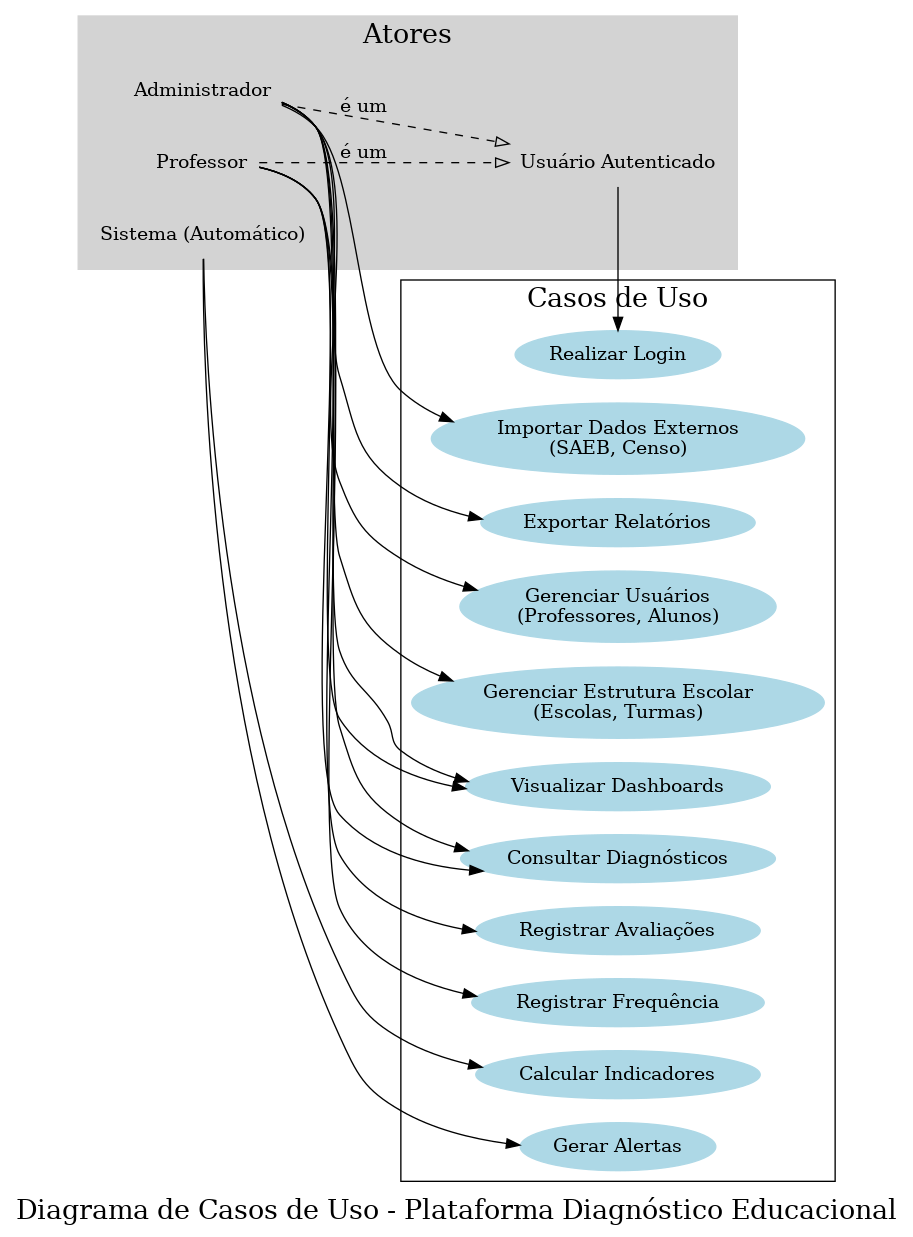 Atores
Administrador
é um
Professor
é um
Usuário Autenticado
Sistema (Automático)
Casos de Uso
Realizar Login
Importar Dados Externos
(SAEB, Censo)
Exportar Relatórios
Gerenciar Usuários
(Professores, Alunos)
Gerenciar Estrutura Escolar
(Escolas, Turmas)
Visualizar Dashboards
Consultar Diagnósticos
Registrar Avaliações
Registrar Frequência
Calcular Indicadores
Gerar Alertas
Diagrama de Casos de Uso - Plataforma Diagnóstico Educacional